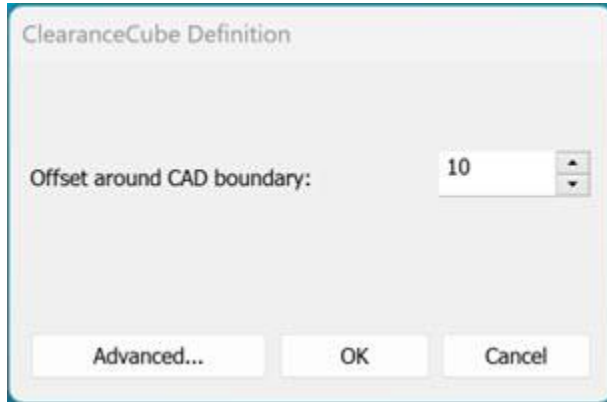 ClearanceCube Definition
Offset around CAD boundary: 10
Advanced... OK Cancel